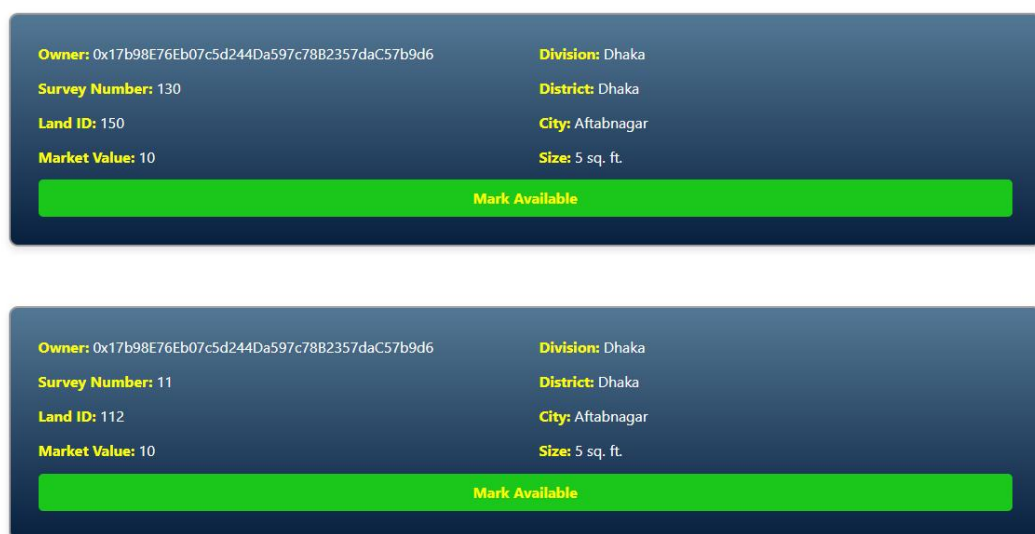 Owner: 0x17b98E76Eb07c5d244Da597c78B2357daC57b9d6
Division: Dhaka
Survey Number: 130
District: Dhaka
Land ID: 150
City: Aftabnagar
Market Value: 10
Size: 5 sq. ft.
Mark Available
Owner: 0x17b98E76Eb07c5d244Da597c78B2357daC57b9d6
Division: Dhaka
Survey Number: 11
District: Dhaka
Land ID: 112
City: Aftabnagar
Market Value: 10
Size: 5 sq. ft.
Mark Available